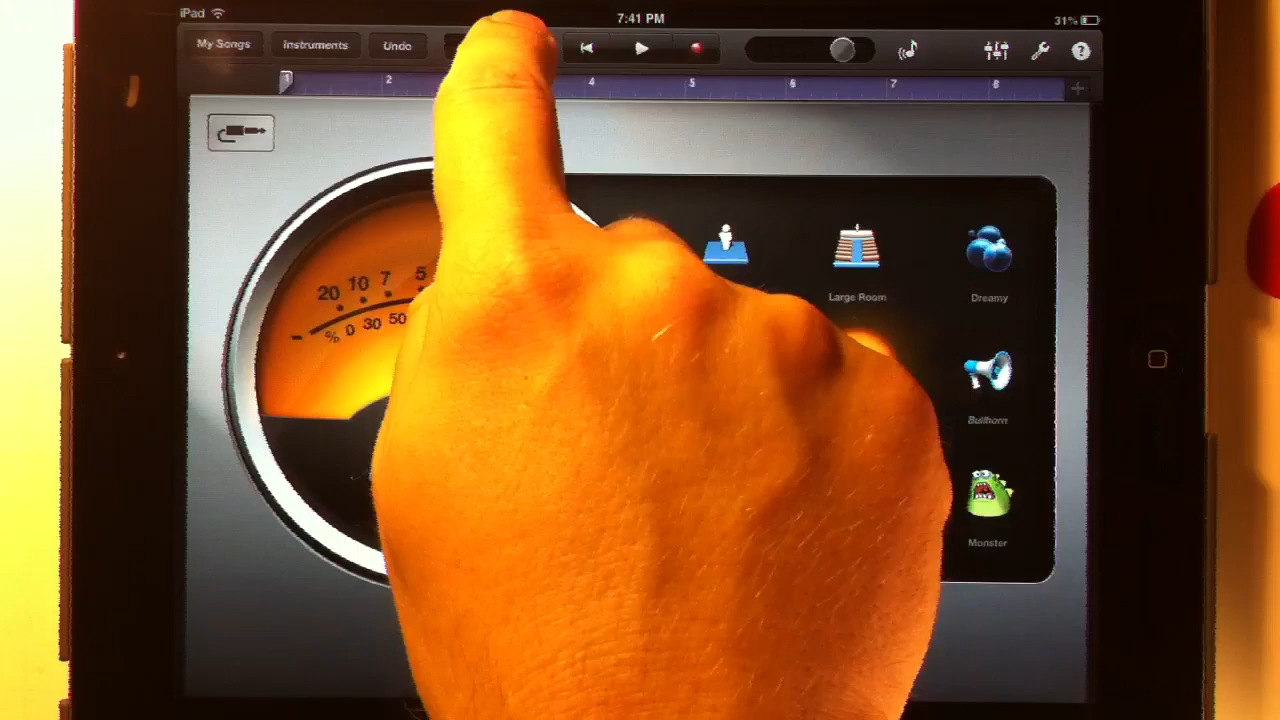 iPad 7:41 PM 31%
My Songs Instruments Undo
1 2 4 5 6 7 8 +
20 10 7 5
- % 0 30 50
Large Room Dreamy
Bullhorn
Monster